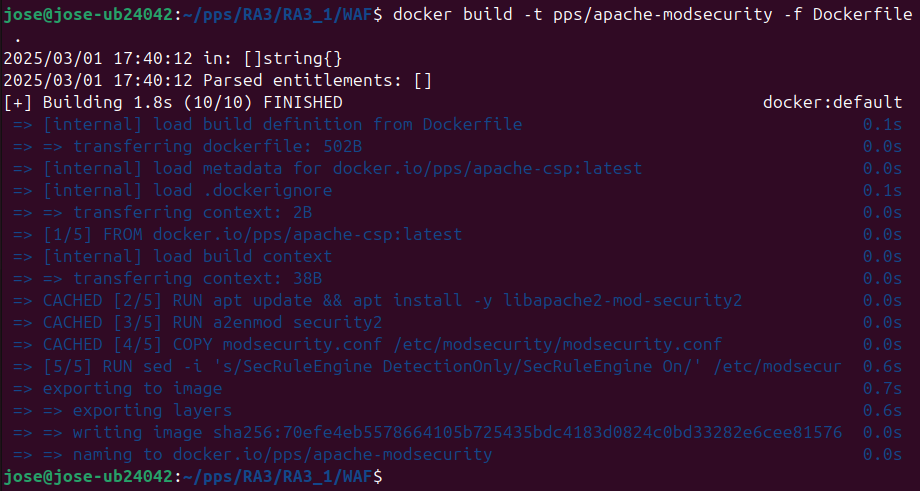 jose@jose-ub24042:~/pps/RA3/RA3_1/WAF$ docker build -t pps/apache-modsecurity -f Dockerfile
.
2025/03/01 17:40:12 in: []string{}
2025/03/01 17:40:12 Parsed entitlements: []
[+] Building 1.8s (10/10) FINISHED docker:default
=> [internal] load build definition from Dockerfile 0.1s
=> => transferring dockerfile: 502B 0.0s
=> [internal] load metadata for docker.io/pps/apache-csp:latest 0.0s
=> [internal] load .dockerignore 0.1s
=> => transferring context: 2B 0.0s
=> [1/5] FROM docker.io/pps/apache-csp:latest 0.0s
=> [internal] load build context 0.0s
=> => transferring context: 38B 0.0s
=> CACHED [2/5] RUN apt update && apt install -y libapache2-mod-security2 0.0s
=> CACHED [3/5] RUN a2enmod security2 0.0s
=> CACHED [4/5] COPY modsecurity.conf /etc/modsecurity/modsecurity.conf 0.0s
=> [5/5] RUN sed -i 's/SecRuleEngine DetectionOnly/SecRuleEngine On/' /etc/modsecur 0.6s
=> exporting to image 0.7s
=> => exporting layers 0.6s
=> => writing image sha256:70efe4eb5578664105b725435bdc4183d0824c0bd33282e6cee81576 0.0s
=> => naming to docker.io/pps/apache-modsecurity 0.0s
jose@jose-ub24042:~/pps/RA3/RA3_1/WAF$